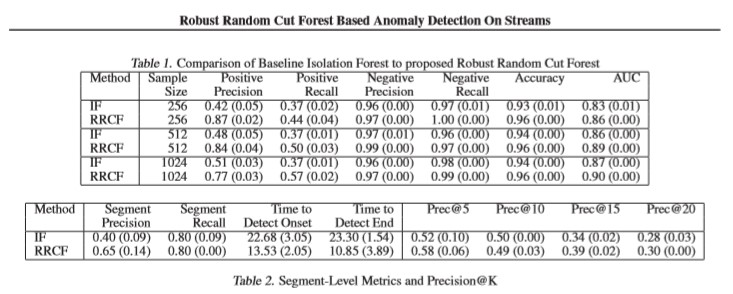 Robust Random Cut Forest Based Anomaly Detection On Streams
Table 1. Comparison of Baseline Isolation Forest to proposed Robust Random Cut Forest
Method Sample Positive Positive Negative Negative Accuracy AUC
Size Precision Recall Precision Recall
IF 256 0.42 (0.05) 0.37 (0.02) 0.96 (0.00) 0.97 (0.01) 0.93 (0.01) 0.83 (0.01)
RRCF 256 0.87 (0.02) 0.44 (0.04) 0.97 (0.00) 1.00 (0.00) 0.96 (0.00) 0.86 (0.00)
IF 512 0.48 (0.05) 0.37 (0.01) 0.97 (0.01) 0.96 (0.00) 0.94 (0.00) 0.86 (0.00)
RRCF 512 0.84 (0.04) 0.50 (0.03) 0.99 (0.00) 0.97 (0.00) 0.96 (0.00) 0.89 (0.00)
IF 1024 0.51 (0.03) 0.37 (0.01) 0.96 (0.00) 0.98 (0.00) 0.94 (0.00) 0.87 (0.00)
RRCF 1024 0.77 (0.03) 0.57 (0.02) 0.97 (0.00) 0.99 (0.00) 0.96 (0.00) 0.90 (0.00)
Method Segment Segment Time to Time to Prec@5 Prec@10 Prec@15 Prec@20
Precision Recall Detect Onset Detect End
IF 0.40 (0.09) 0.80 (0.09) 22.68 (3.05) 23.30 (1.54) 0.52 (0.10) 0.50 (0.00) 0.34 (0.02) 0.28 (0.03)
RRCF 0.65 (0.14) 0.80 (0.00) 13.53 (2.05) 10.85 (3.89) 0.58 (0.06) 0.49 (0.03) 0.39 (0.02) 0.30 (0.00)
Table 2. Segment-Level Metrics and Precision@K